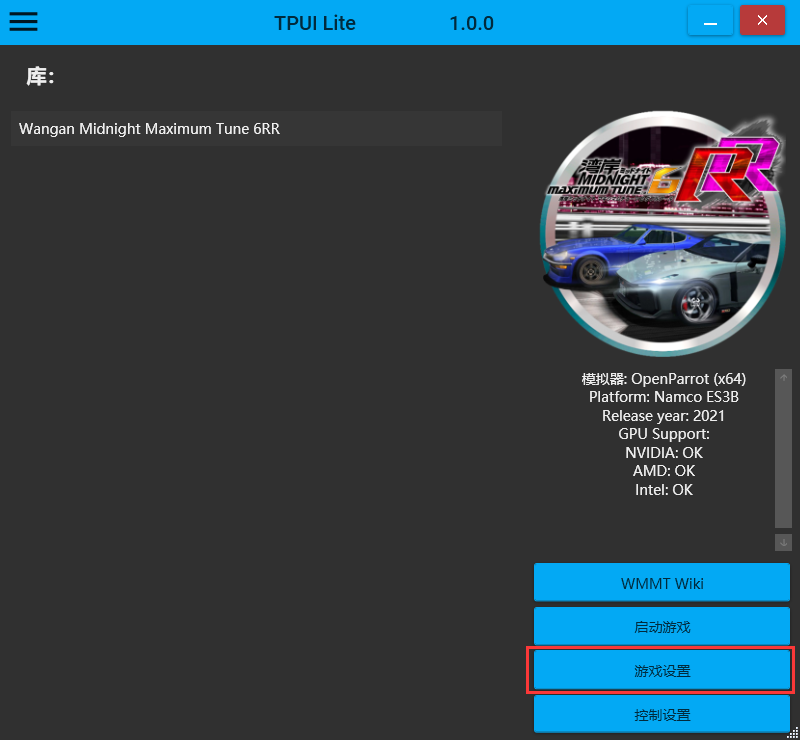 TPUI Lite 1.0.0
库:
Wangan Midnight Maximum Tune 6RR
湾岸
MIDNIGHT
MAXIMUM TUNE 6RR
模拟器: OpenParrot (x64)
Platform: Namco ES3B
Release year: 2021
GPU Support:
NVIDIA: OK
AMD: OK
Intel: OK
WMMT Wiki
启动游戏
游戏设置
控制设置